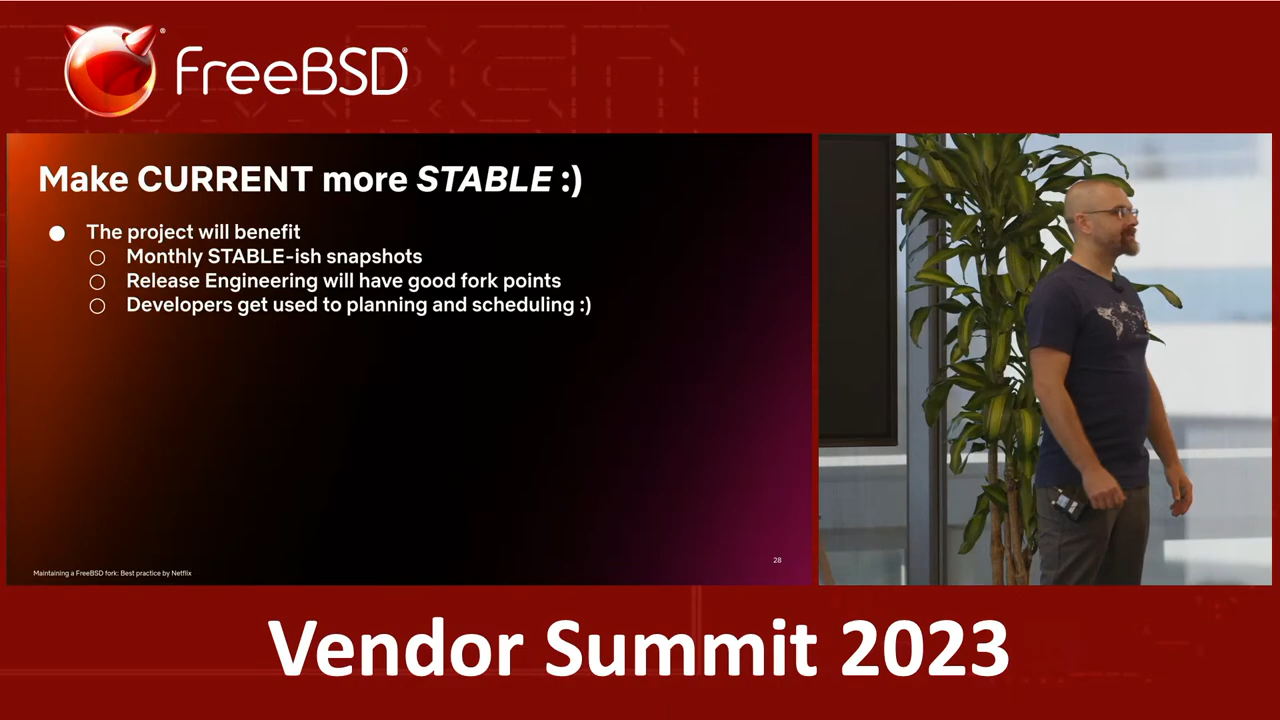 FreeBSD®
Make CURRENT more STABLE :)
● The project will benefit
○ Monthly STABLE-ish snapshots
○ Release Engineering will have good fork points
○ Developers get used to planning and scheduling :)
28
Maintaining a FreeBSD fork: Best practice by Netflix
Vendor Summit 2023